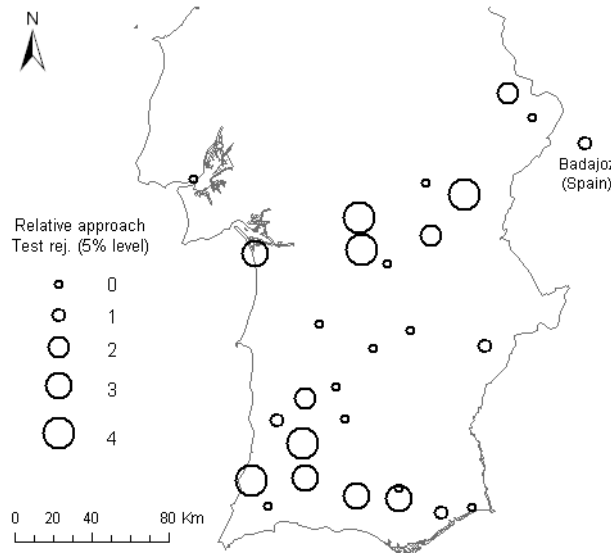 N
Badajoz
(Spain)
Relative approach
Test rej. (5% level)
0
1
2
3
4
0 20 40 80 Km